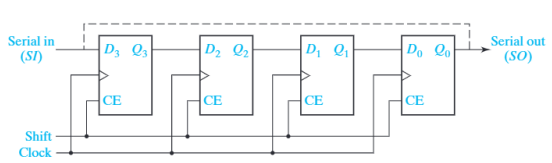 Serial in
(SI)
D3 Q3
D2 Q2
D1 Q1
D0 Q0
Serial out
(SO)
CE
CE
CE
CE
Shift
Clock